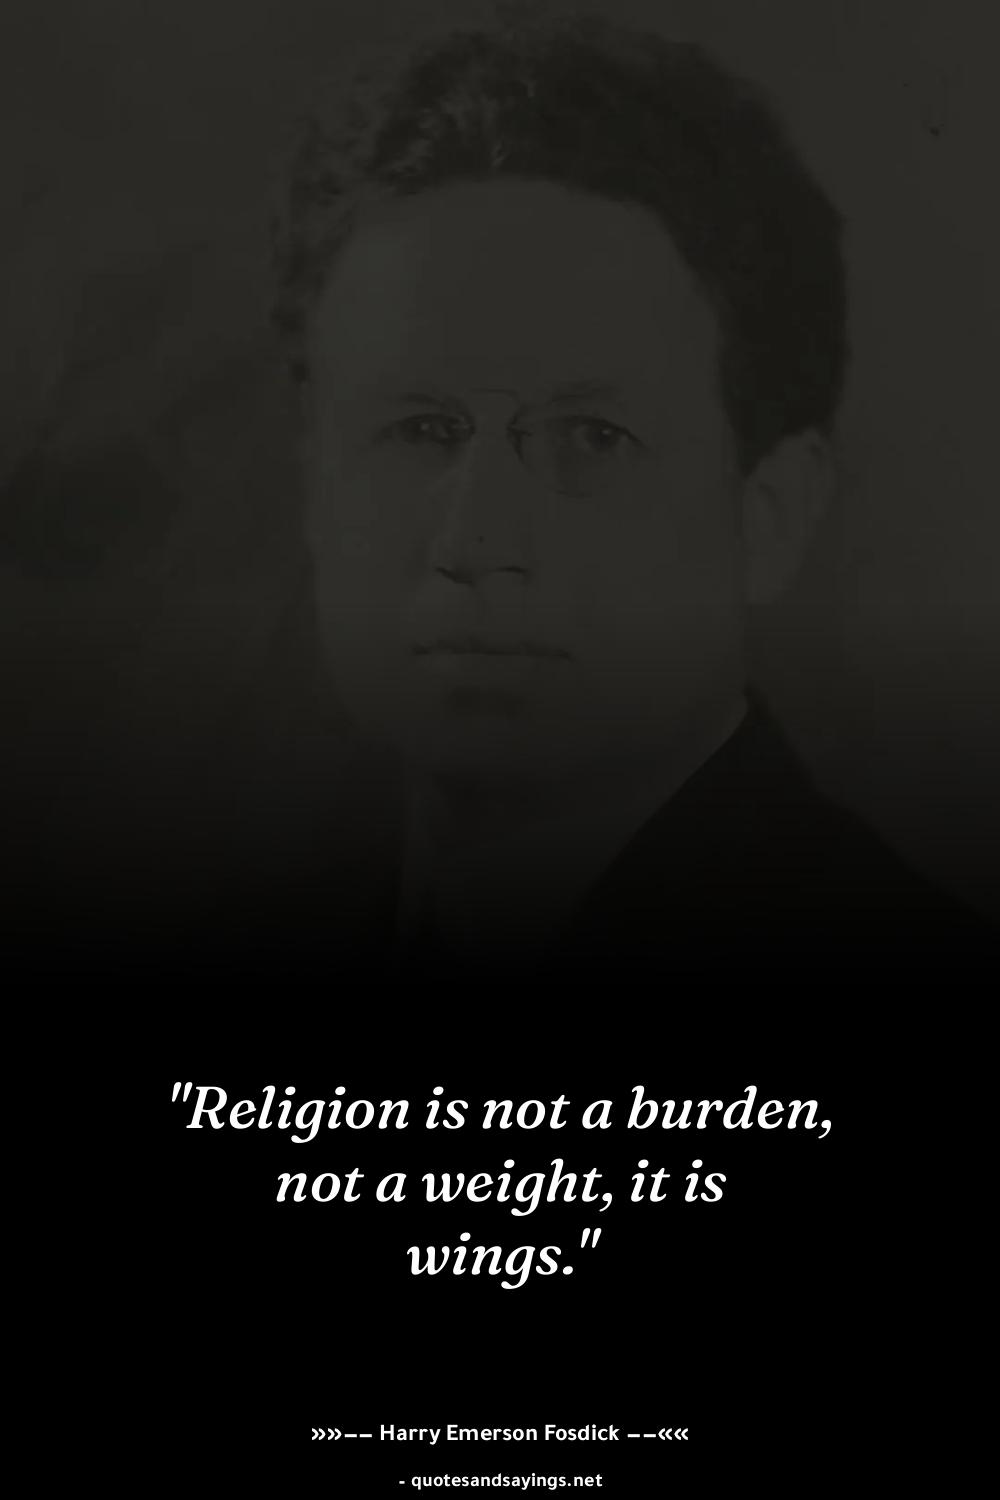 "Religion is not a burden,
not a weight, it is
wings."
»»–– Harry Emerson Fosdick ––««
- quotesandsayings.net